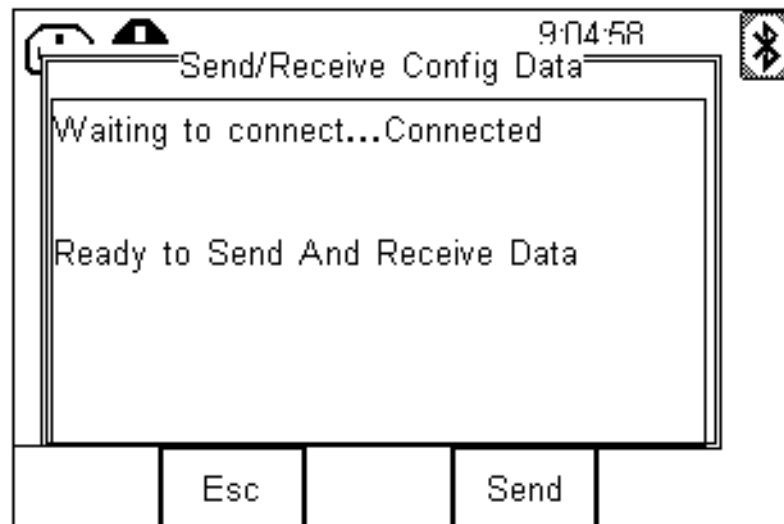 9:04:58
Send/Receive Config Data
Waiting to connect...Connected
Ready to Send And Receive Data
Esc Send